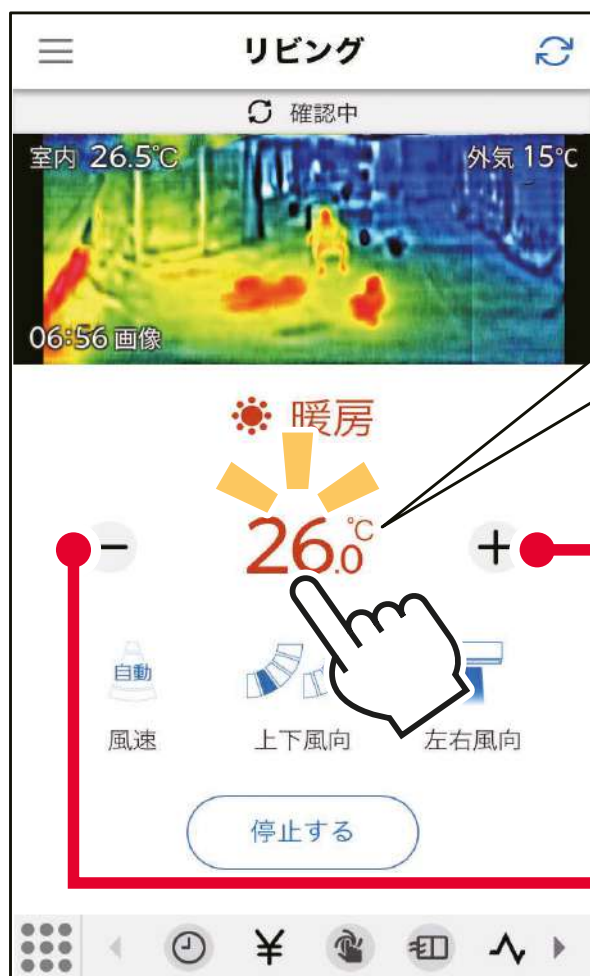 リビング
確認中
室内 26.5℃
外気 15℃
06:56 画像
暖房
− 26.0℃ +
自動
風速
上下風向
左右風向
停止する
¥